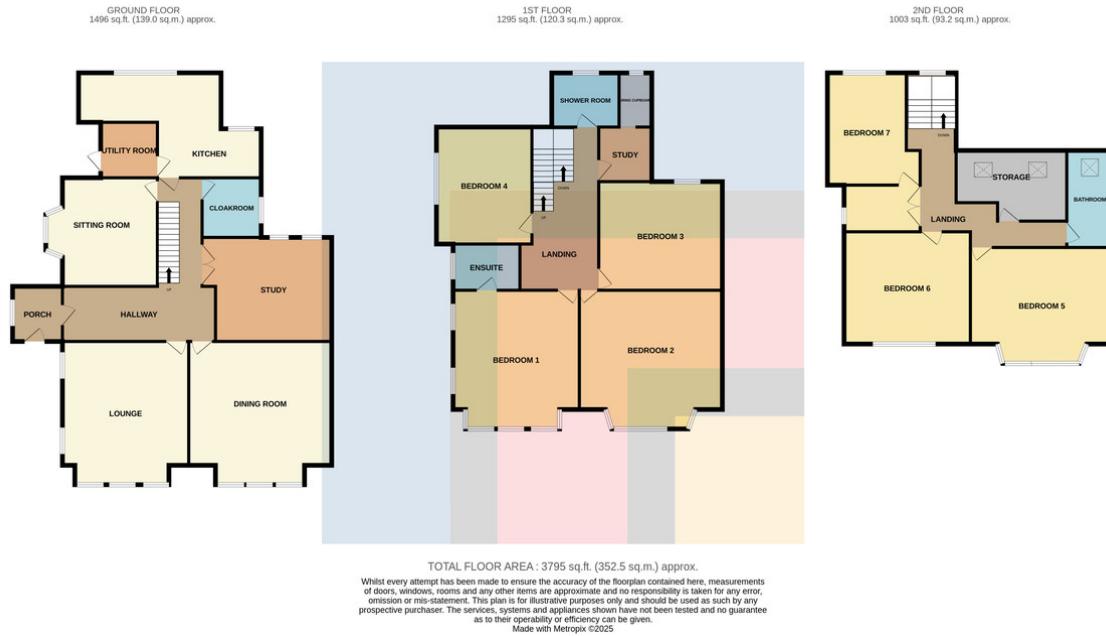 GROUND FLOOR
1496 sq.ft. (139.0 sq.m.) approx.
1ST FLOOR
1295 sq.ft. (120.3 sq.m.) approx.
2ND FLOOR
1003 sq.ft. (93.2 sq.m.) approx.
UTILITY ROOM
KITCHEN
SITTING ROOM
CLOAKROOM
UP
STUDY
PORCH
HALLWAY
LOUNGE
DINING ROOM
SHOWER ROOM
CUPBOARD
STUDY
BEDROOM 4
DOWN
UP
BEDROOM 3
LANDING
ENSUITE
BEDROOM 1
BEDROOM 2
BEDROOM 7
DOWN
STORAGE
BATHROOM
LANDING
BEDROOM 6
BEDROOM 5
TOTAL FLOOR AREA : 3795 sq.ft. (352.5 sq.m.) approx.
Whilst every attempt has been made to ensure the accuracy of the floorplan contained here, measurements
of doors, windows, rooms and any other items are approximate and no responsibility is taken for any error,
omission or mis-statement. This plan is for illustrative purposes only and should be used as such by any
prospective purchaser. The services, systems and appliances shown have not been tested and no guarantee
as to their operability or efficiency can be given.
Made with Metropix ©2025